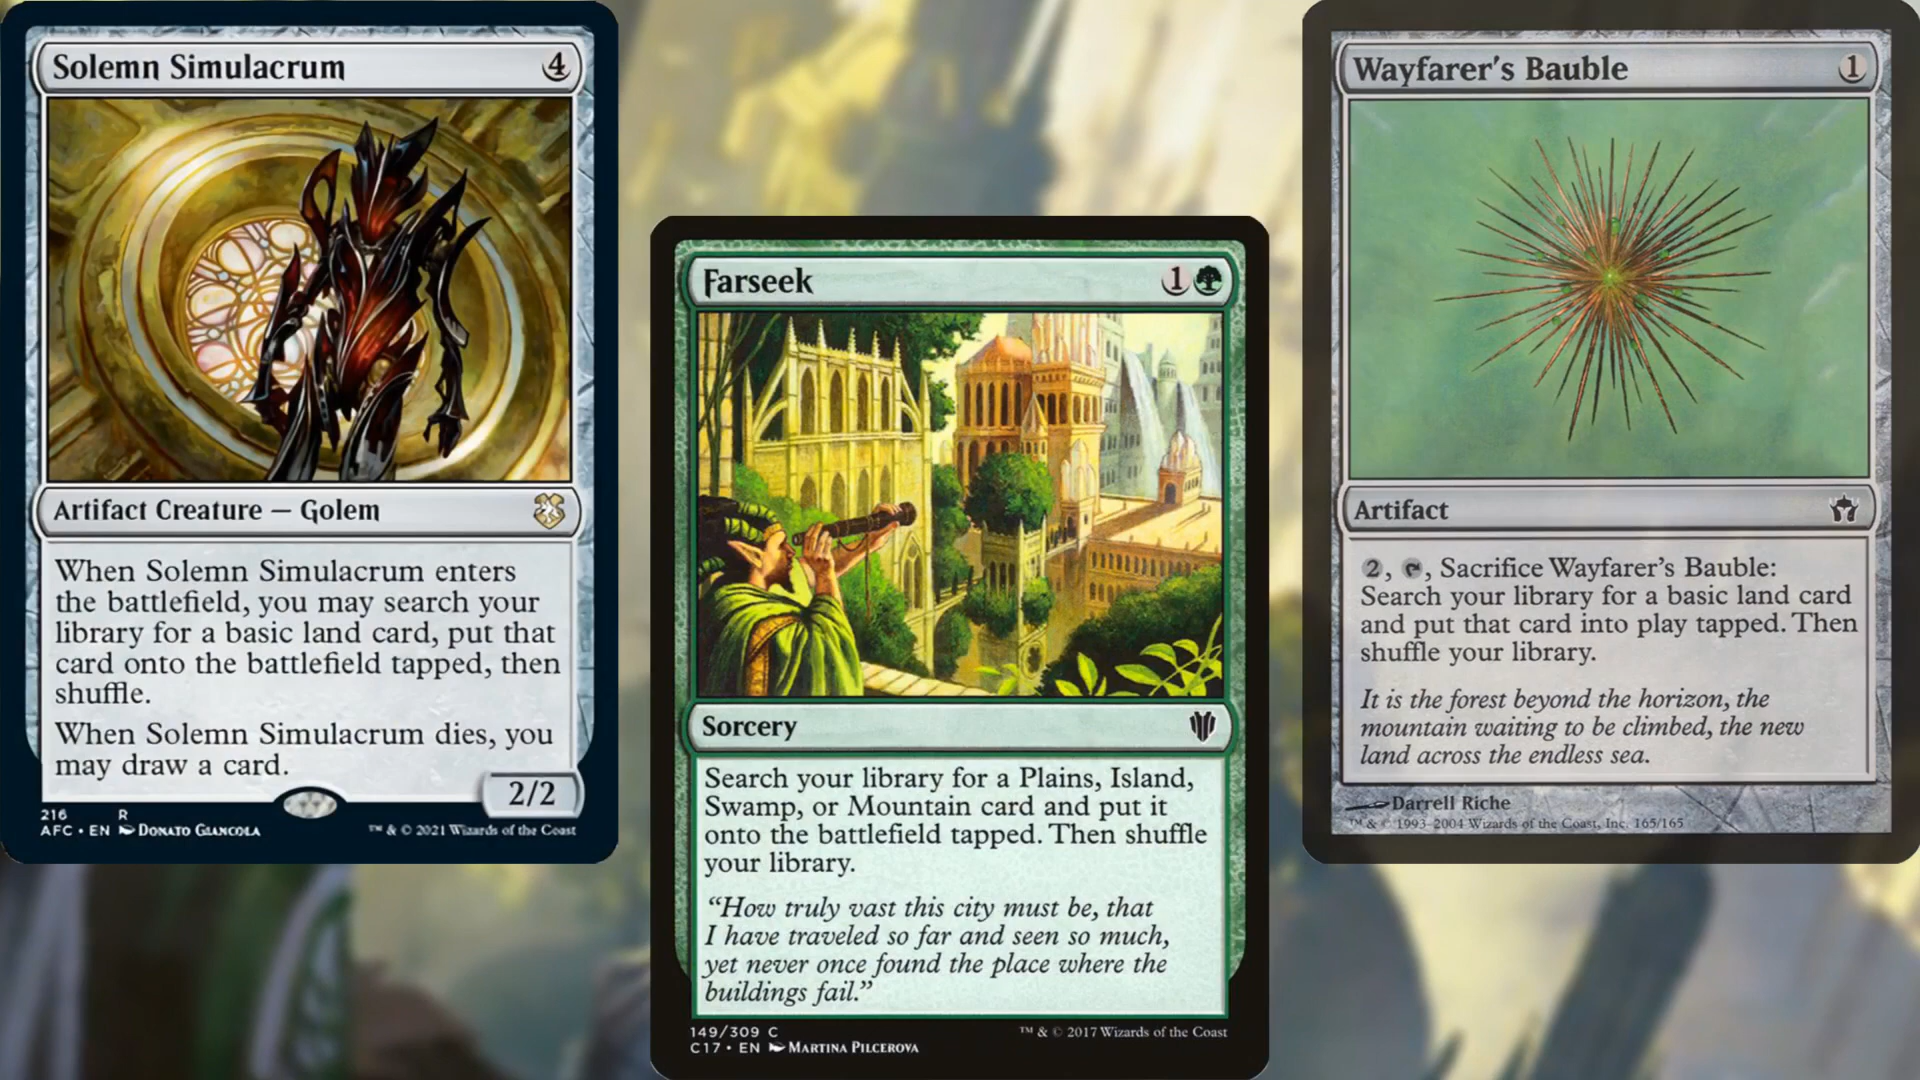 Solemn Simulacrum 4
Artifact Creature — Golem
When Solemn Simulacrum enters
the battlefield, you may search your
library for a basic land card, put that
card onto the battlefield tapped, then
shuffle.
When Solemn Simulacrum dies, you
may draw a card.
2/2
216 R
AFC • EN Donato Giancola
™ & © 2021 Wizards of the Coast
Farseek 1
Sorcery
Search your library for a Plains, Island,
Swamp, or Mountain card and put it
onto the battlefield tapped. Then shuffle
your library.
“How truly vast this city must be, that
I have traveled so far and seen so much,
yet never once found the place where the
buildings fail.”
149/309 C
C17 • EN Martina Pilcerova
™ & © 2017 Wizards of the Coast
Wayfarer's Bauble 1
Artifact
2, , Sacrifice Wayfarer's Bauble:
Search your library for a basic land card
and put that card into play tapped. Then
shuffle your library.
It is the forest beyond the horizon, the
mountain waiting to be climbed, the new
land across the endless sea.
Darrell Riche
™ & © 1993–2004 Wizards of the Coast, Inc. 165/165